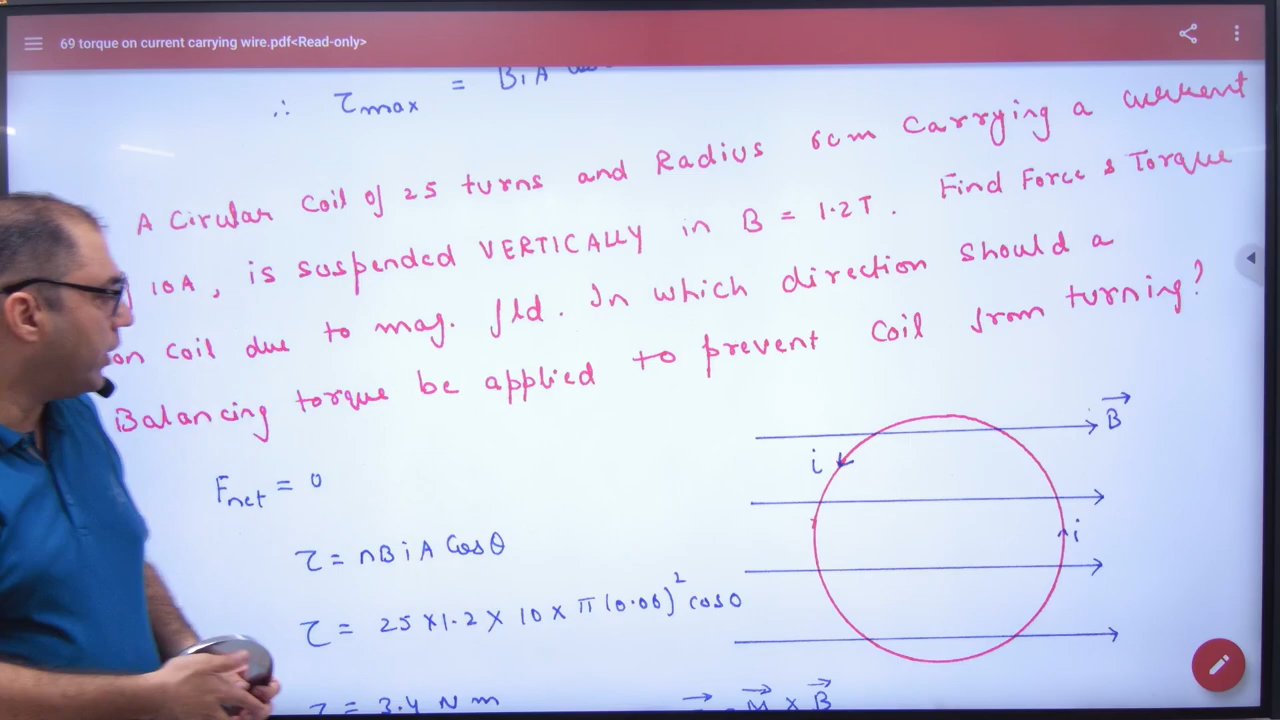 69 torque on current carrying wire.pdf<Read-only>
∴ τmax = BiA
A Cirular Coil of 25 turns and Radius 6cm Carrying a current
10A, is suspended VERTICALLY in B = 1.2T. Find Force & Torque
on Coil due to mag. fld. In which direction should a
Balancing torque be applied to prevent Coil from turning?
B
i
Fnet = 0
i
τ = nBiA Cosθ
τ = 25 × 1.2 × 10 × π(0.06)² cos0
τ = 3.4 N m
M × B